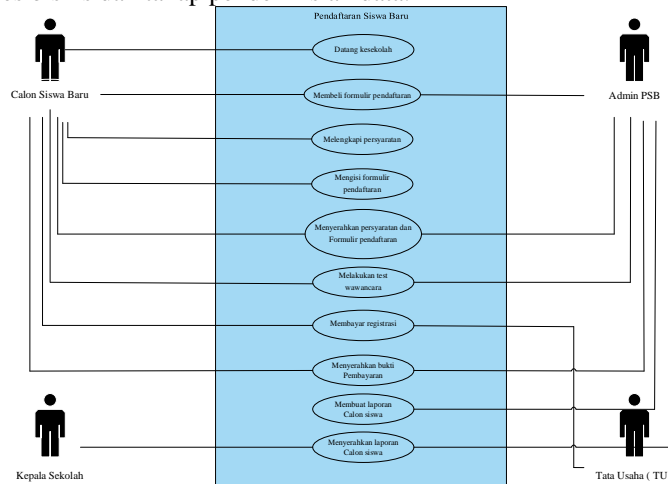 Pendaftaran Siswa Baru
Datang kesekolah
Calon Siswa Baru
Membeli formulir pendaftaran
Admin PSB
Melengkapi persyaratan
Mengisi formulir
pendaftaran
Menyerahkan persyaratan dan
Formulir pendaftaran
Melakukan test
wawancara
Membayar registrasi
Menyerahkan bukti
Pembayaran
Membuat laporan
Calon siswa
Menyerahkan laporan
Calon siswa
Kepala Sekolah
Tata Usaha ( TU